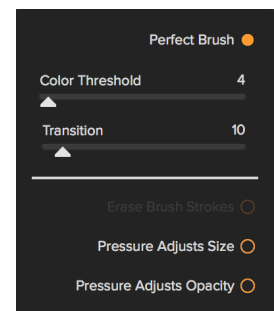 Perfect Brush
Color Threshold 4
Transition 10
Erase Brush Strokes
Pressure Adjusts Size
Pressure Adjusts Opacity